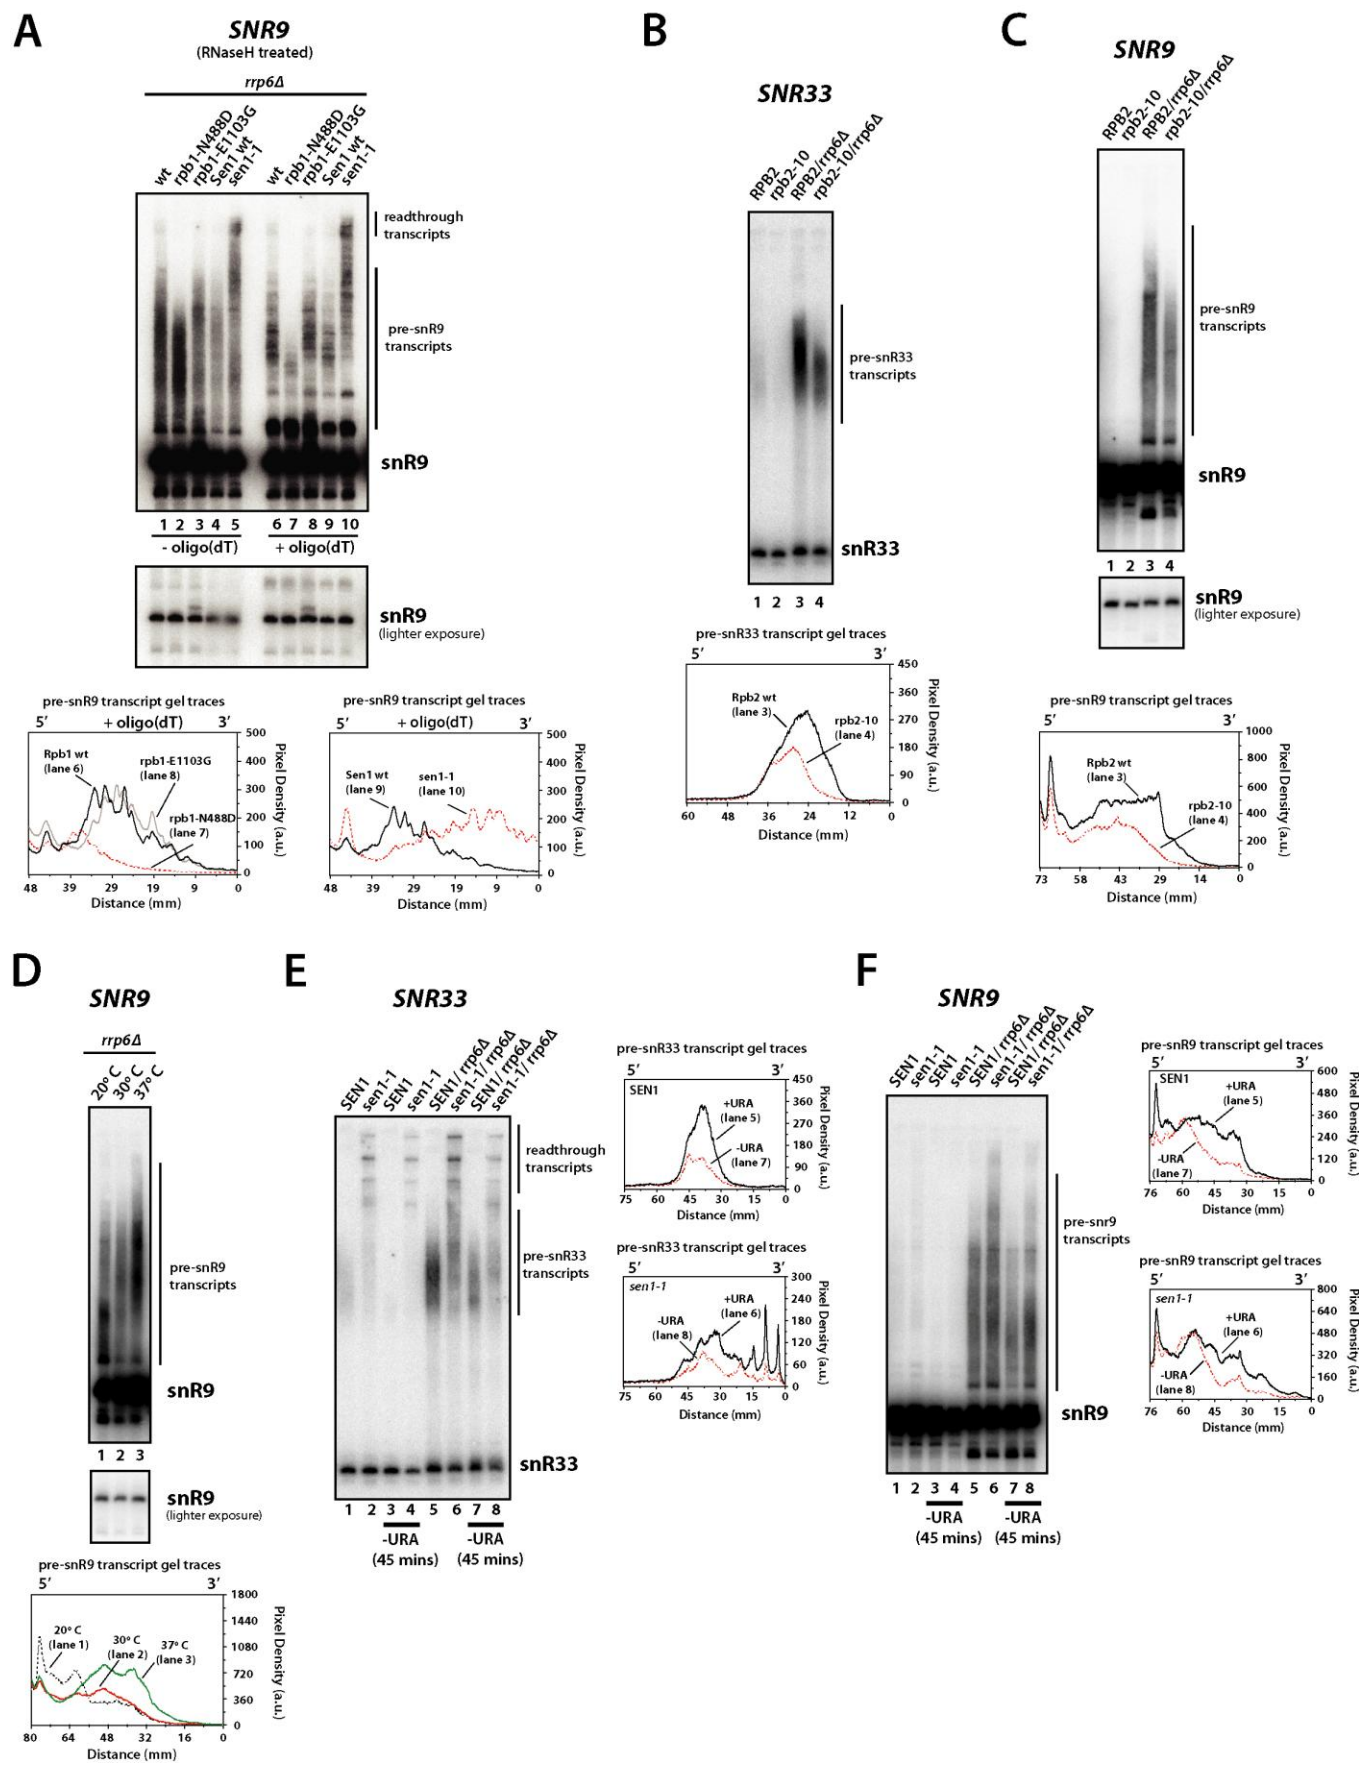 A
SNR9
(RNaseH treated)
rrp6Δ
wt
rpb1-N488D
rpb1-E1103G
Sen1 wt
sen1-1
wt
rpb1-N488D
rpb1-E1103G
Sen1 wt
sen1-1
readthrough
transcripts
pre-snR9
transcripts
snR9
1 2 3 4 5 6 7 8 9 10
- oligo(dT) + oligo(dT)
snR9
(lighter exposure)
pre-snR9 transcript gel traces
5′ + oligo(dT) 3′
Rpb1 wt
(lane 6)
rpb1-E1103G
(lane 8)
rpb1-N488D
(lane 7)
500
400
300
200
100
0
Pixel Density (a.u.)
48 39 29 19 9 0
Distance (mm)
pre-snR9 transcript gel traces
5′ + oligo(dT) 3′
Sen1 wt
(lane 9)
sen1-1
(lane 10)
500
400
300
200
100
0
Pixel Density (a.u.)
48 39 29 19 9 0
Distance (mm)
B
SNR33
RPB2
rpb2-10
RPB2/rrp6Δ
rpb2-10/rrp6Δ
pre-snR33
transcripts
snR33
1 2 3 4
pre-snR33 transcript gel traces
5′ 3′
Rpb2 wt
(lane 3)
rpb2-10
(lane 4)
450
360
270
180
90
0
Pixel Density (a.u.)
60 36 24 12 0
Distance (mm)
C
SNR9
RPB2
rpb2-10
RPB2/rrp6Δ
rpb2-10/rrp6Δ
pre-snR9
transcripts
snR9
1 2 3 4
snR9
(lighter exposure)
pre-snR9 transcript gel traces
5′ 3′
Rpb2 wt
(lane 3)
rpb2-10
(lane 4)
1000
800
600
400
200
0
Pixel Density (a.u.)
73 58 43 29 14 0
Distance (mm)
D
SNR9
rrp6Δ
20° C
30° C
37° C
pre-snR9
transcripts
snR9
1 2 3
snR9
(lighter exposure)
pre-snR9 transcript gel traces
5′ 3′
20° C
(lane 1)
30° C
(lane 2)
37° C
(lane 3)
1800
1440
1080
720
360
0
Pixel Density (a.u.)
80 64 48 32 16 0
Distance (mm)
E
SNR33
SEN1
sen1-1
SEN1
sen1-1
SEN1/rrp6Δ
sen1-1/rrp6Δ
SEN1/rrp6Δ
sen1-1/rrp6Δ
readthrough
transcripts
pre-snR33
transcripts
snR33
1 2 3 4 5 6 7 8
-URA -URA
(45 mins) (45 mins)
pre-snR33 transcript gel traces
5′ 3′
SEN1
+URA
(lane 5)
-URA
(lane 7)
450
360
270
180
90
0
Pixel Density (a.u.)
75 60 45 30 15 0
Distance (mm)
pre-snR33 transcript gel traces
5′ 3′
sen1-1
+URA
(lane 6)
-URA
(lane 8)
300
240
180
120
60
0
Pixel Density (a.u.)
75 60 45 30 15 0
Distance (mm)
F
SNR9
SEN1
sen1-1
SEN1
sen1-1
SEN1/rrp6Δ
sen1-1/rrp6Δ
SEN1/rrp6Δ
sen1-1/rrp6Δ
pre-snr9
transcripts
snR9
1 2 3 4 5 6 7 8
-URA -URA
(45 mins) (45 mins)
pre-snR9 transcript gel traces
5′ 3′
SEN1
+URA
(lane 5)
-URA
(lane 7)
600
480
360
240
120
0
Pixel Density (a.u.)
76 60 45 30 15 0
Distance (mm)
pre-snR9 transcript gel traces
5′ 3′
sen1-1
+URA
(lane 6)
-URA
(lane 8)
800
640
480
320
160
0
Pixel Density (a.u.)
76 60 45 30 15 0
Distance (mm)